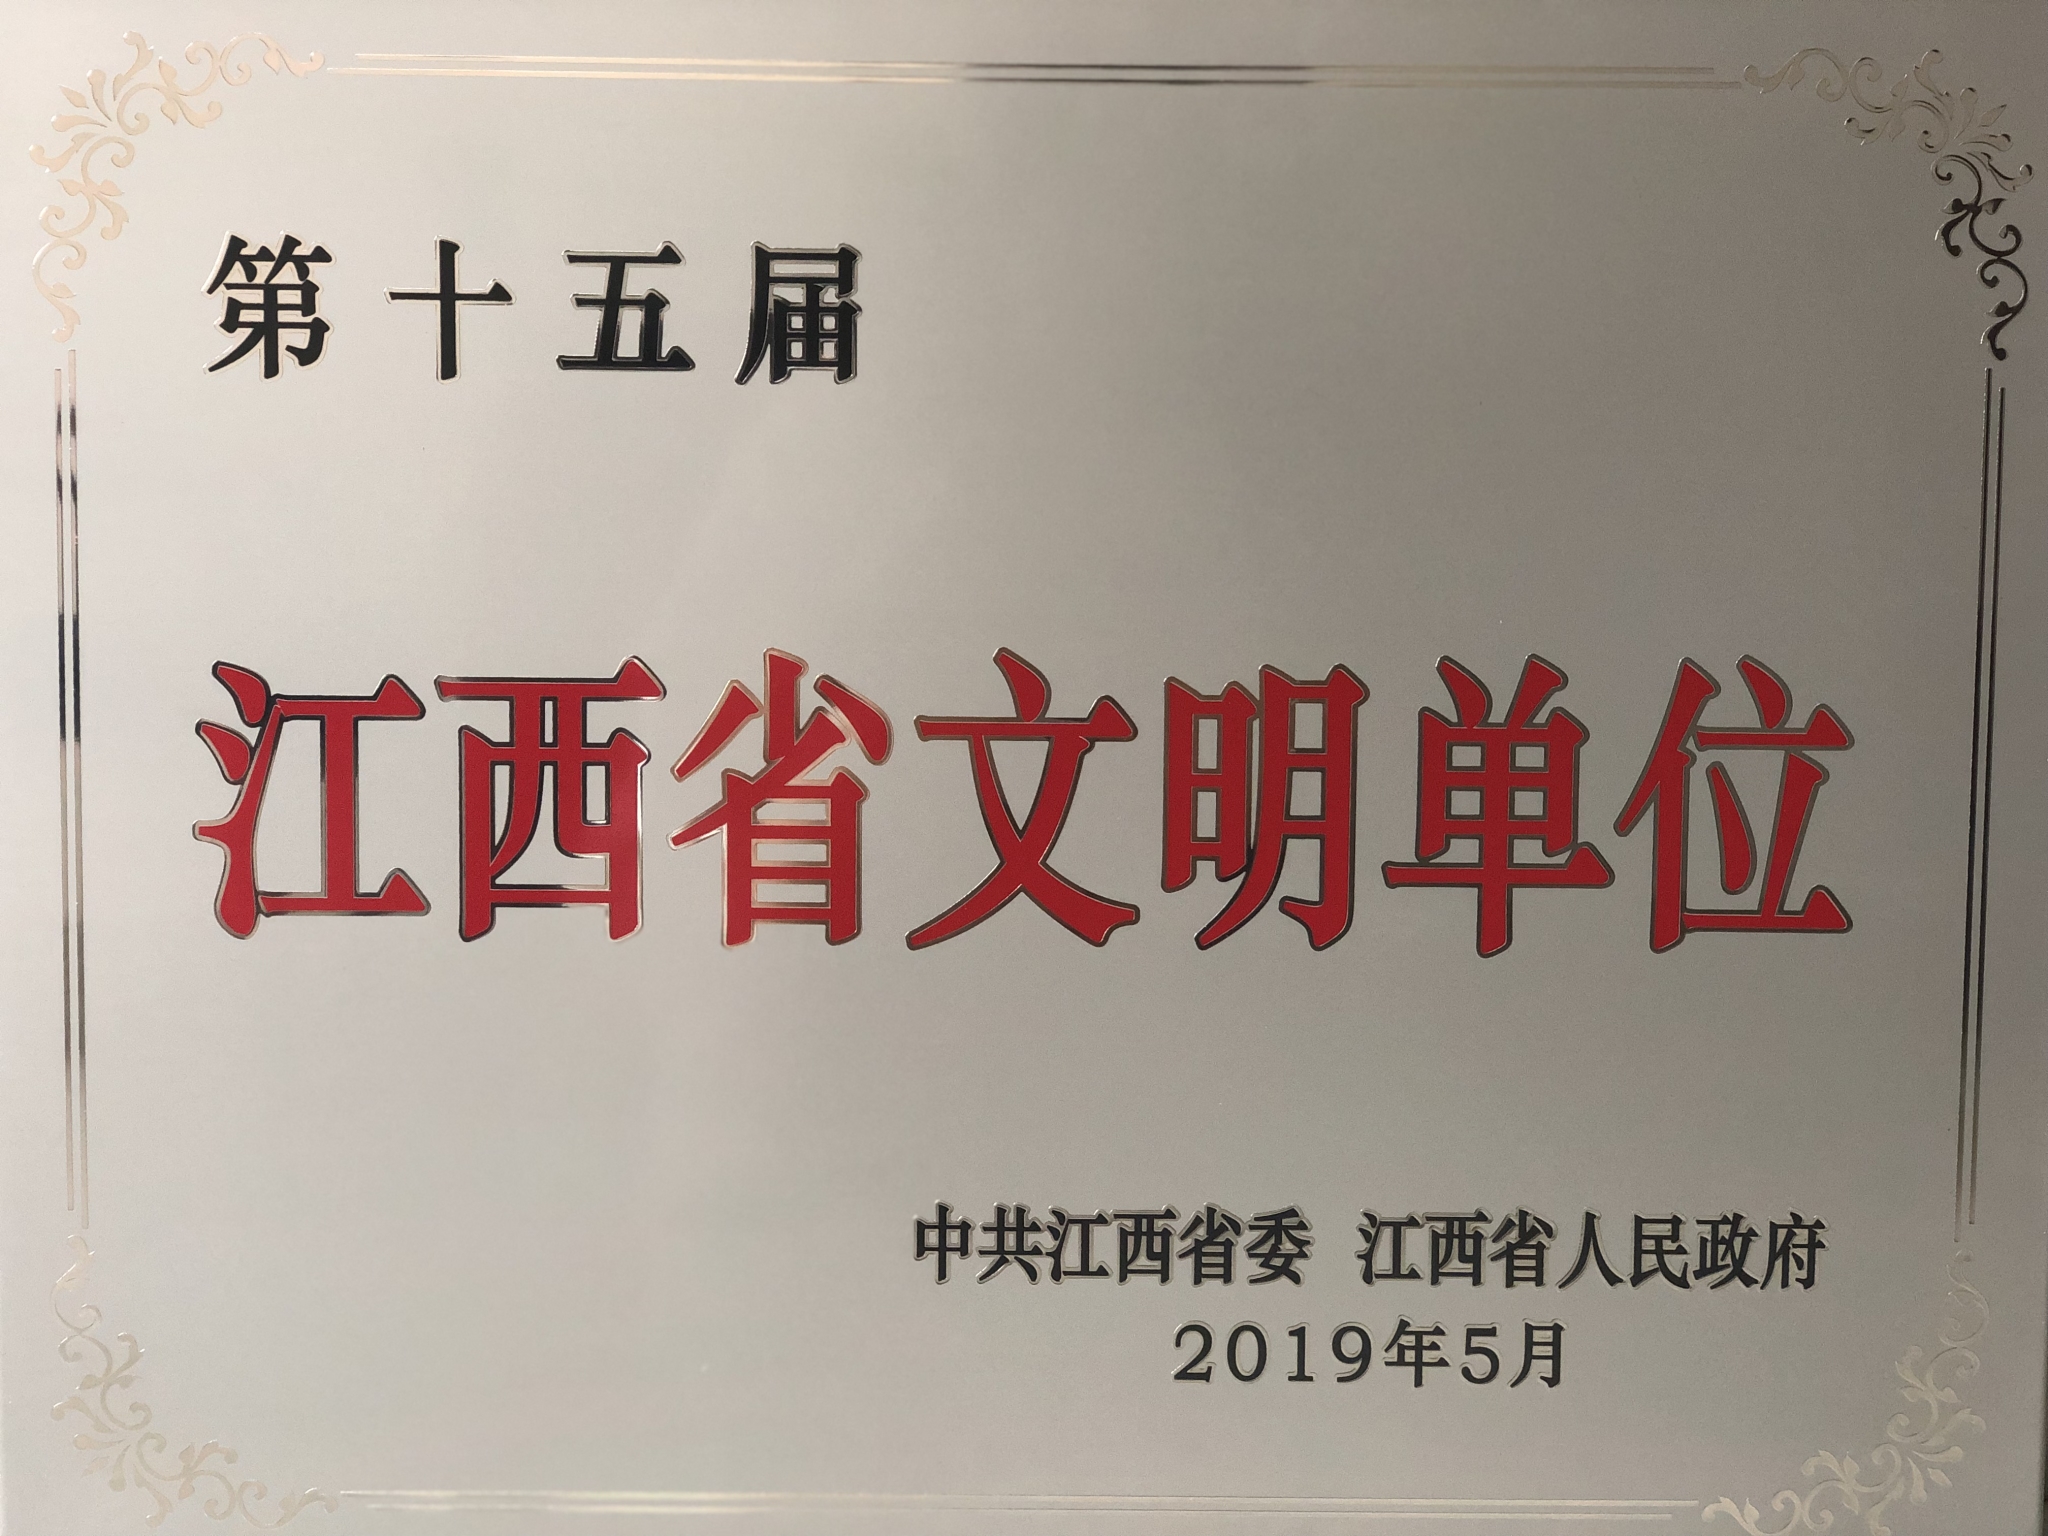 第十五届
江西省文明单位
中共江西省委 江西省人民政府
2019年5月